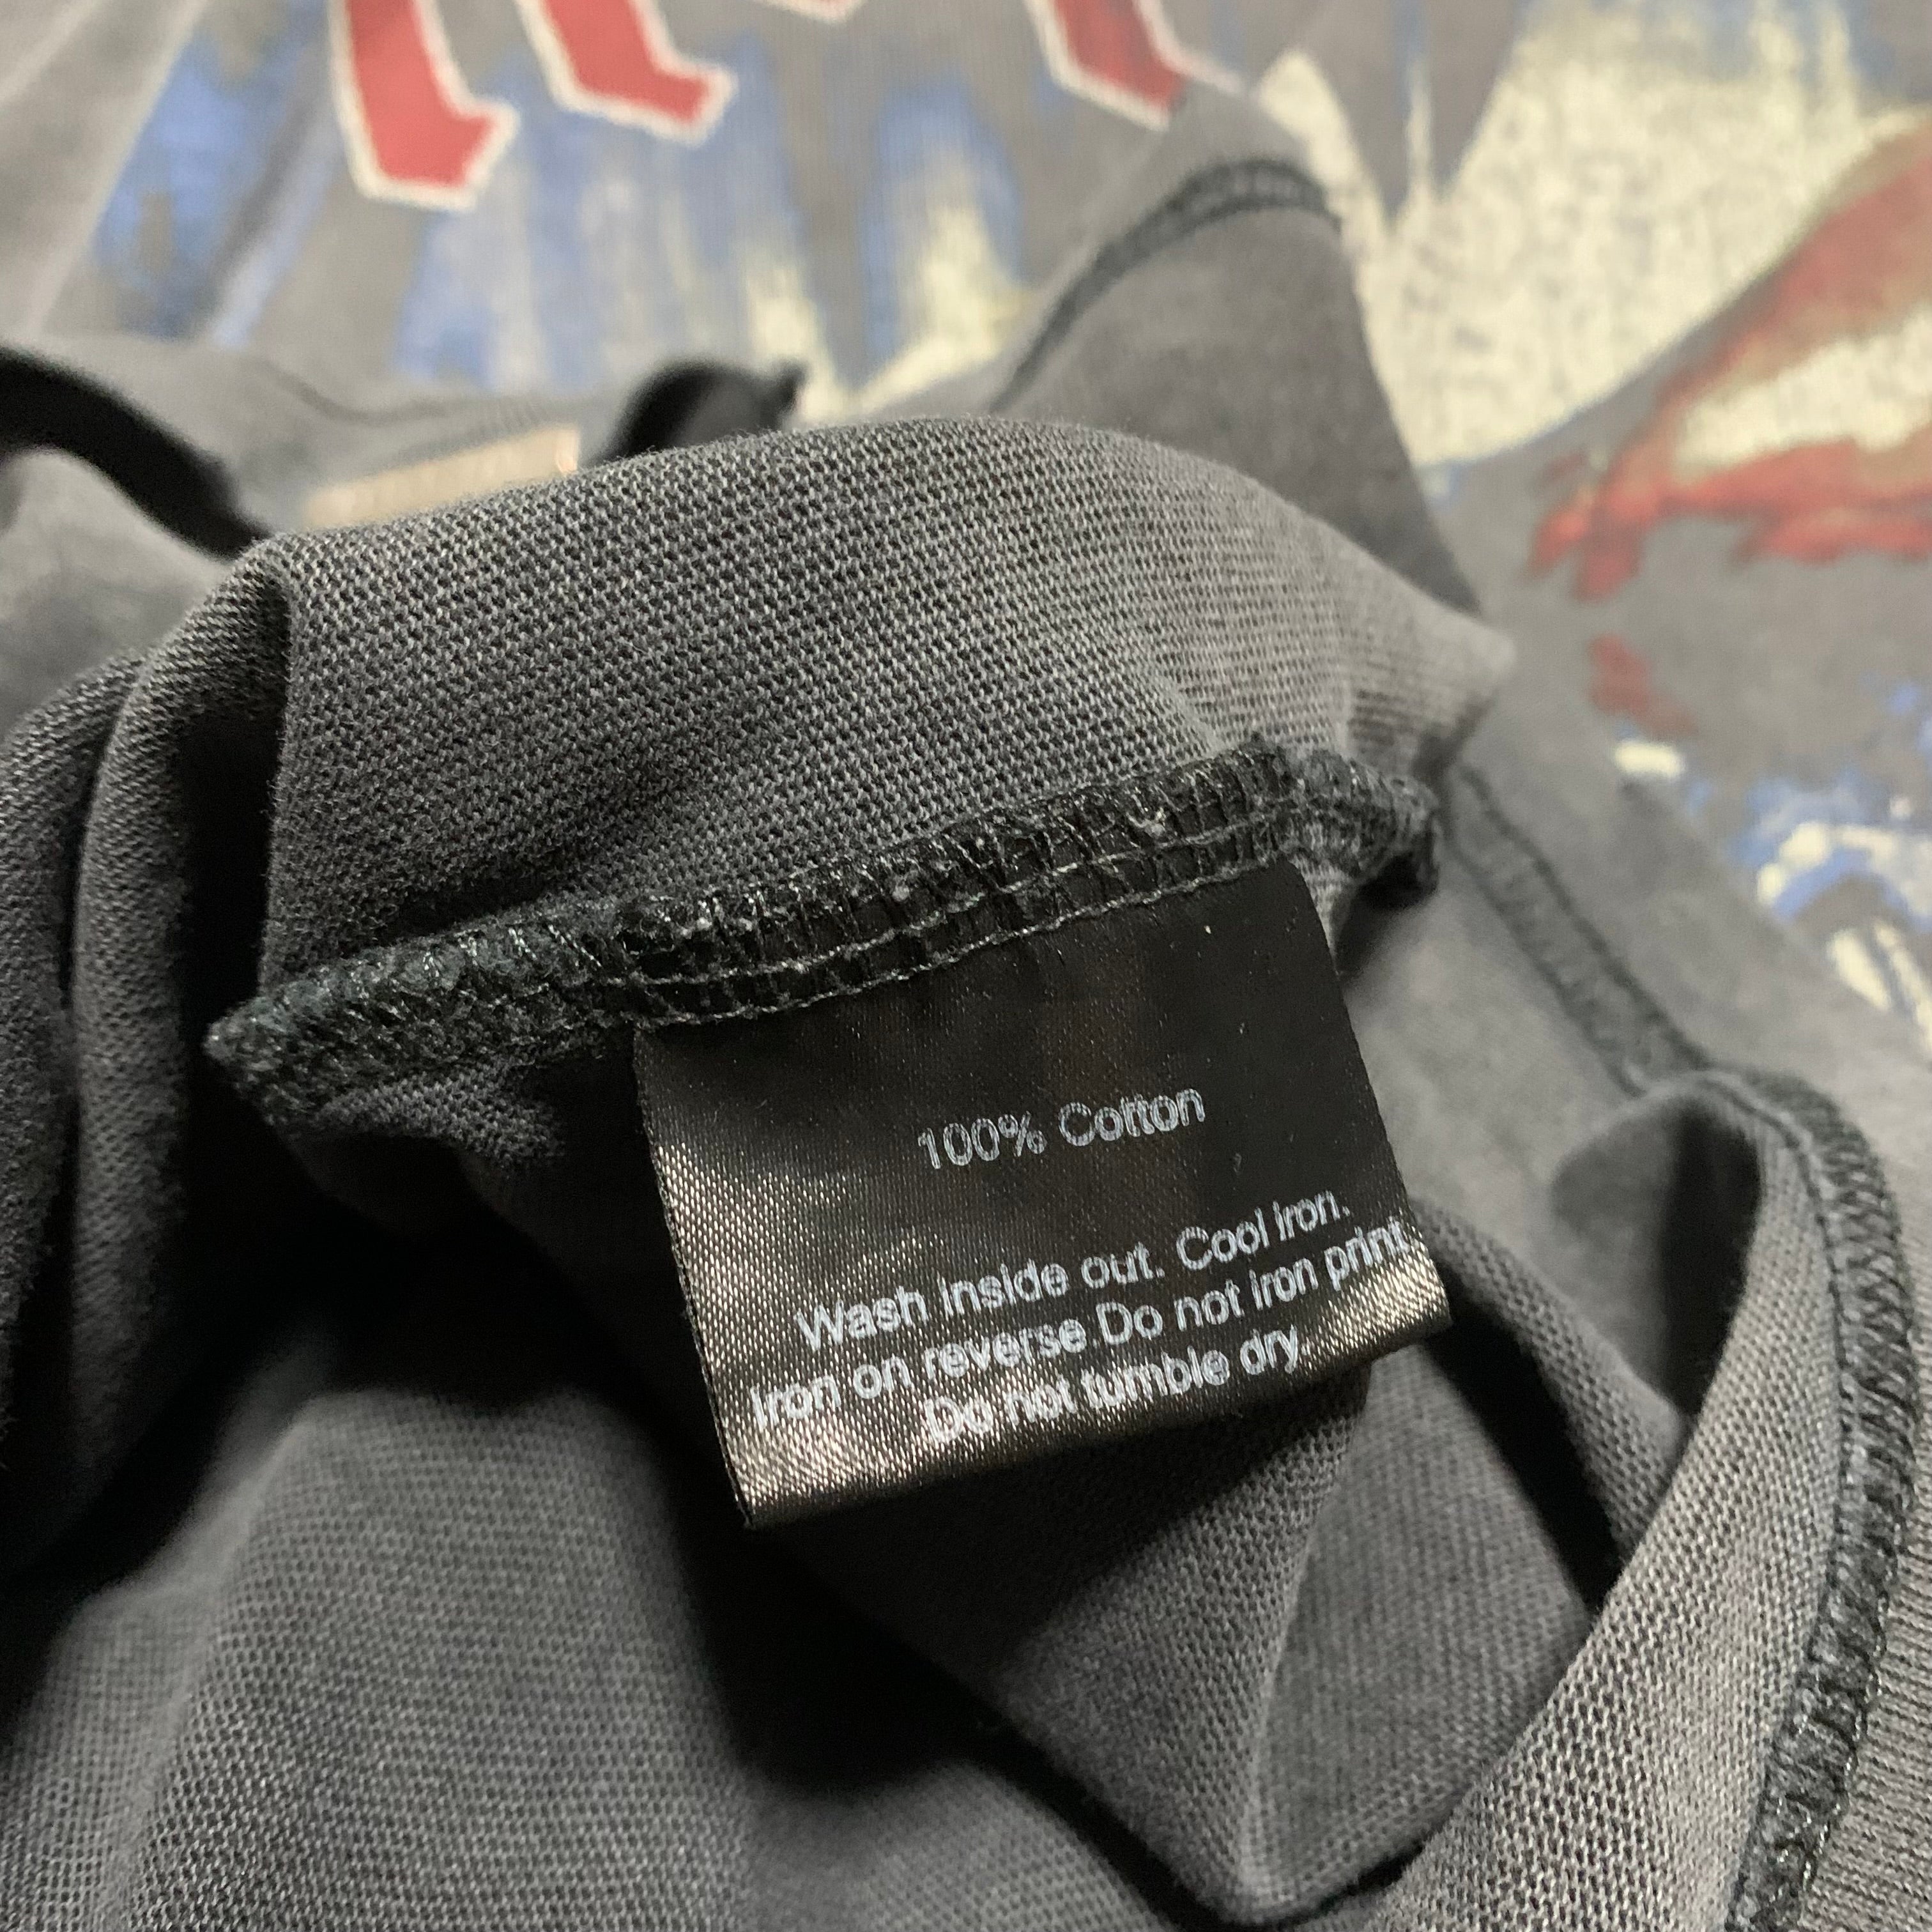 100% Cotton
Wash inside out. Cool iron.
Iron on reverse.Do not iron print.
Do not tumble dry.